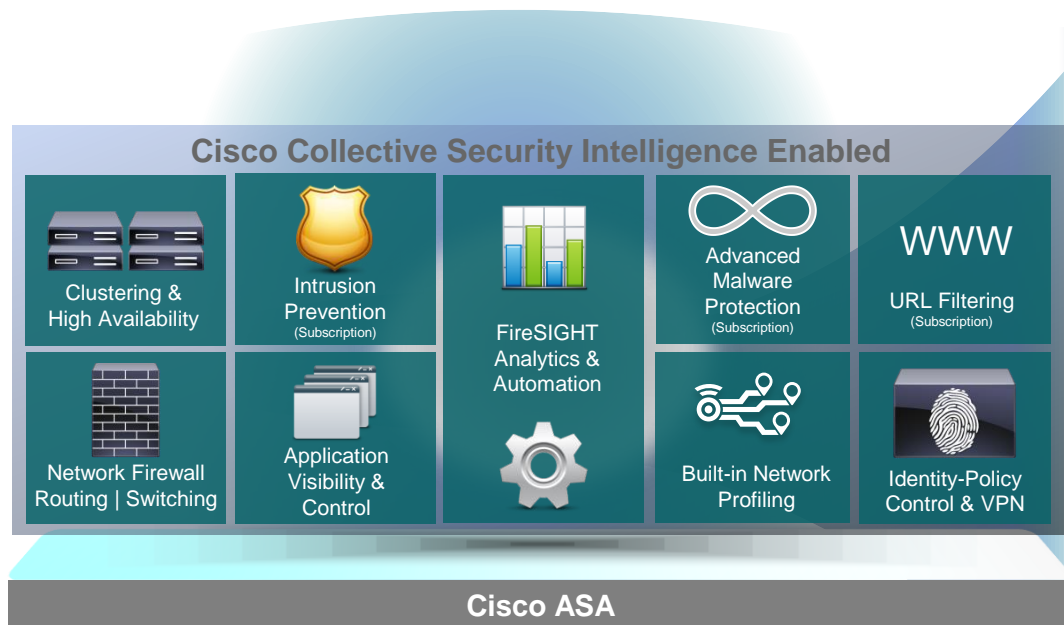 Cisco Collective Security Intelligence Enabled
Clustering &
High Availability
Intrusion
Prevention
(Subscription)
FireSIGHT
Analytics &
Automation
Advanced
Malware
Protection
(Subscription)
WWW
URL Filtering
(Subscription)
Network Firewall
Routing | Switching
Application
Visibility &
Control
Built-in Network
Profiling
Identity-Policy
Control & VPN
Cisco ASA